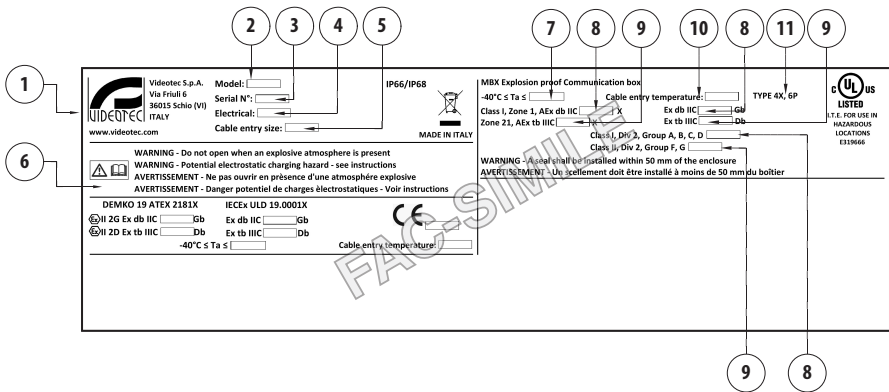 2
3
4
5
7
8
9
10
8
11
9
1
VIDEOTEC
www.videotec.com
Videotec S.p.A.
Via Friuli 6
36015 Schio (VI)
ITALY
Model:
Serial N°:
Electrical:
Cable entry size:
IP66/IP68
MADE IN ITALY
6
WARNING - Do not open when an explosive atmosphere is present
WARNING - Potential electrostatic charging hazard - see instructions
AVERTISSEMENT - Ne pas ouvrir en prèsence d'une atmosphére explosive
AVERTISSEMENT - Danger potentiel de charges èlectrostatiques - Voir instructions
DEMKO 19 ATEX 2181X
IECEx ULD 19.0001X
Ex II 2G Ex db IIC Gb
Ex db IIC Gb
Ex II 2D Ex tb IIIC Db
Ex tb IIIC Db
CE
-40°C ≤ Ta ≤
Cable entry temperature:
MBX Explosion proof Communication box
-40°C ≤ Ta ≤
Cable entry temperature:
TYPE 4X, 6P
Class I, Zone 1, AEx db IIC X
Ex db IIC Gb
Zone 21, AEx tb IIIC X
Ex tb IIIC Db
Class I, Div 2, Group A, B, C, D
Class II, Div 2, Group F, G
WARNING - A seal shall be installed within 50 mm of the enclosure
AVERTISSEMENT - Un scellement doit être installé à moins de 50 mm du boîtier
C UL US
LISTED
I.T.E. FOR USE IN
HAZARDOUS
LOCATIONS
E319666
FAC-SIMILE
9
8